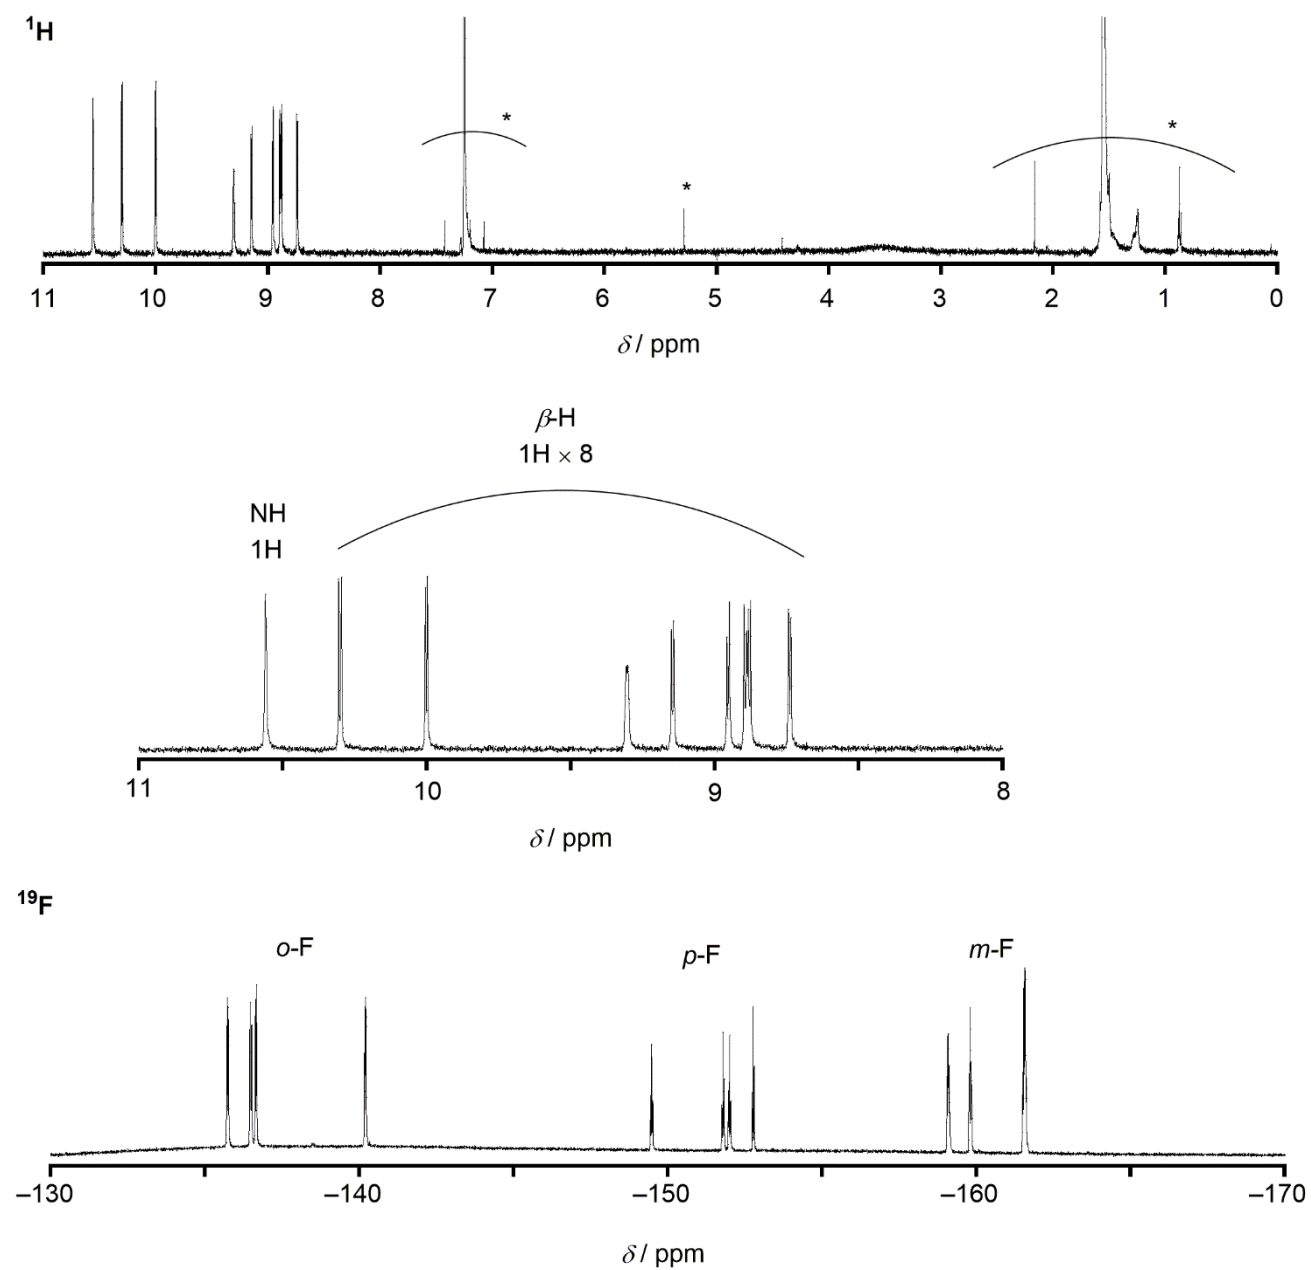 ¹H
*
*
*
11 10 9 8 7 6 5 4 3 2 1 0
δ / ppm
β-H
1H × 8
NH
1H
11 10 9 8
δ / ppm
¹⁹F
o-F p-F m-F
–130 –140 –150 –160 –170
δ / ppm